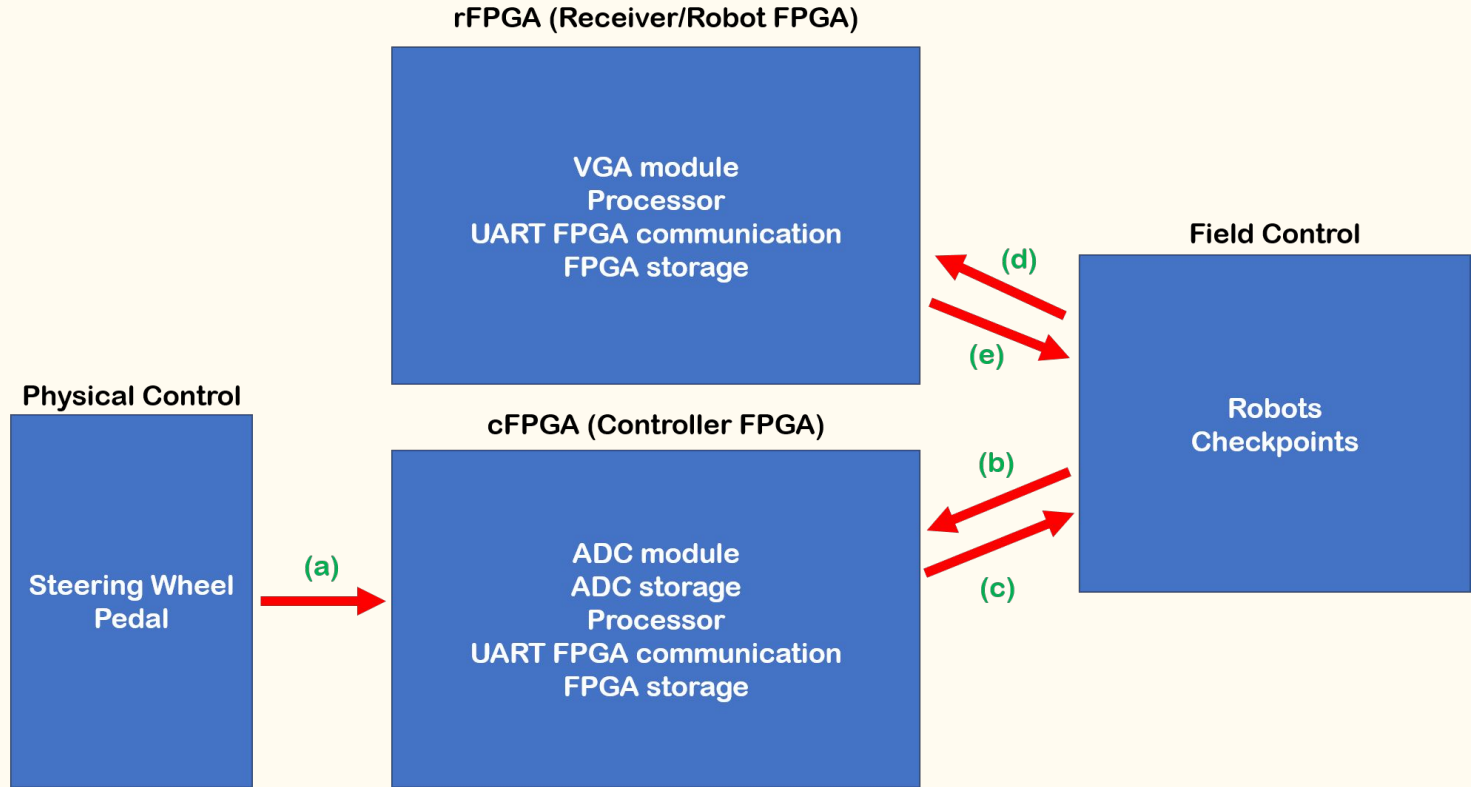 rFPGA (Receiver/Robot FPGA)
VGA module
Processor
UART FPGA communication
FPGA storage
Field Control
(d)
(e)
Robots
Checkpoints
Physical Control
Steering Wheel
Pedal
(a)
cFPGA (Controller FPGA)
ADC module
ADC storage
Processor
UART FPGA communication
FPGA storage
(b)
(c)